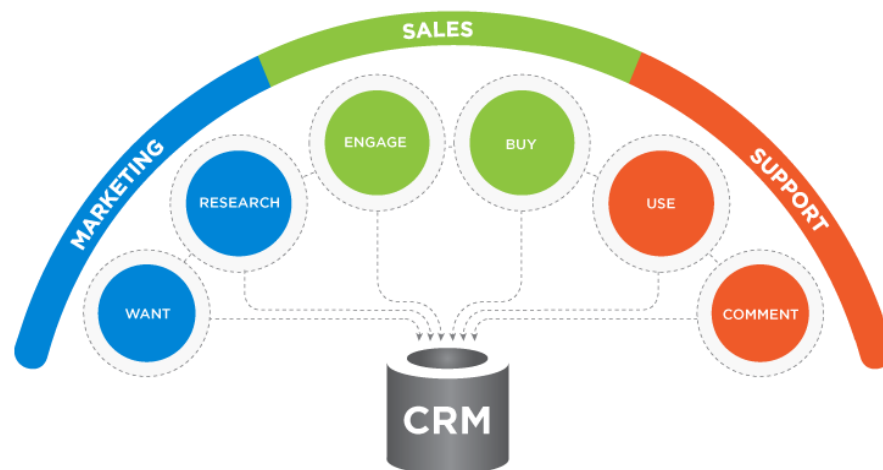 SALES
MARKETING
SUPPORT
WANT
RESEARCH
ENGAGE
BUY
USE
COMMENT
CRM